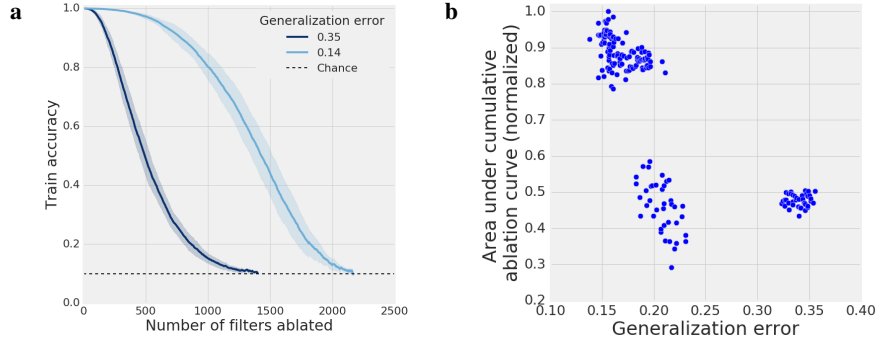 a
Generalization error
0.35
0.14
Chance
Train accuracy
1.0
0.8
0.6
0.4
0.2
0.0
0 500 1000 1500 2000 2500
Number of filters ablated
b
Area under cumulative
ablation curve (normalized)
1.0
0.9
0.8
0.7
0.6
0.5
0.4
0.3
0.2
0.10 0.15 0.20 0.25 0.30 0.35 0.40
Generalization error